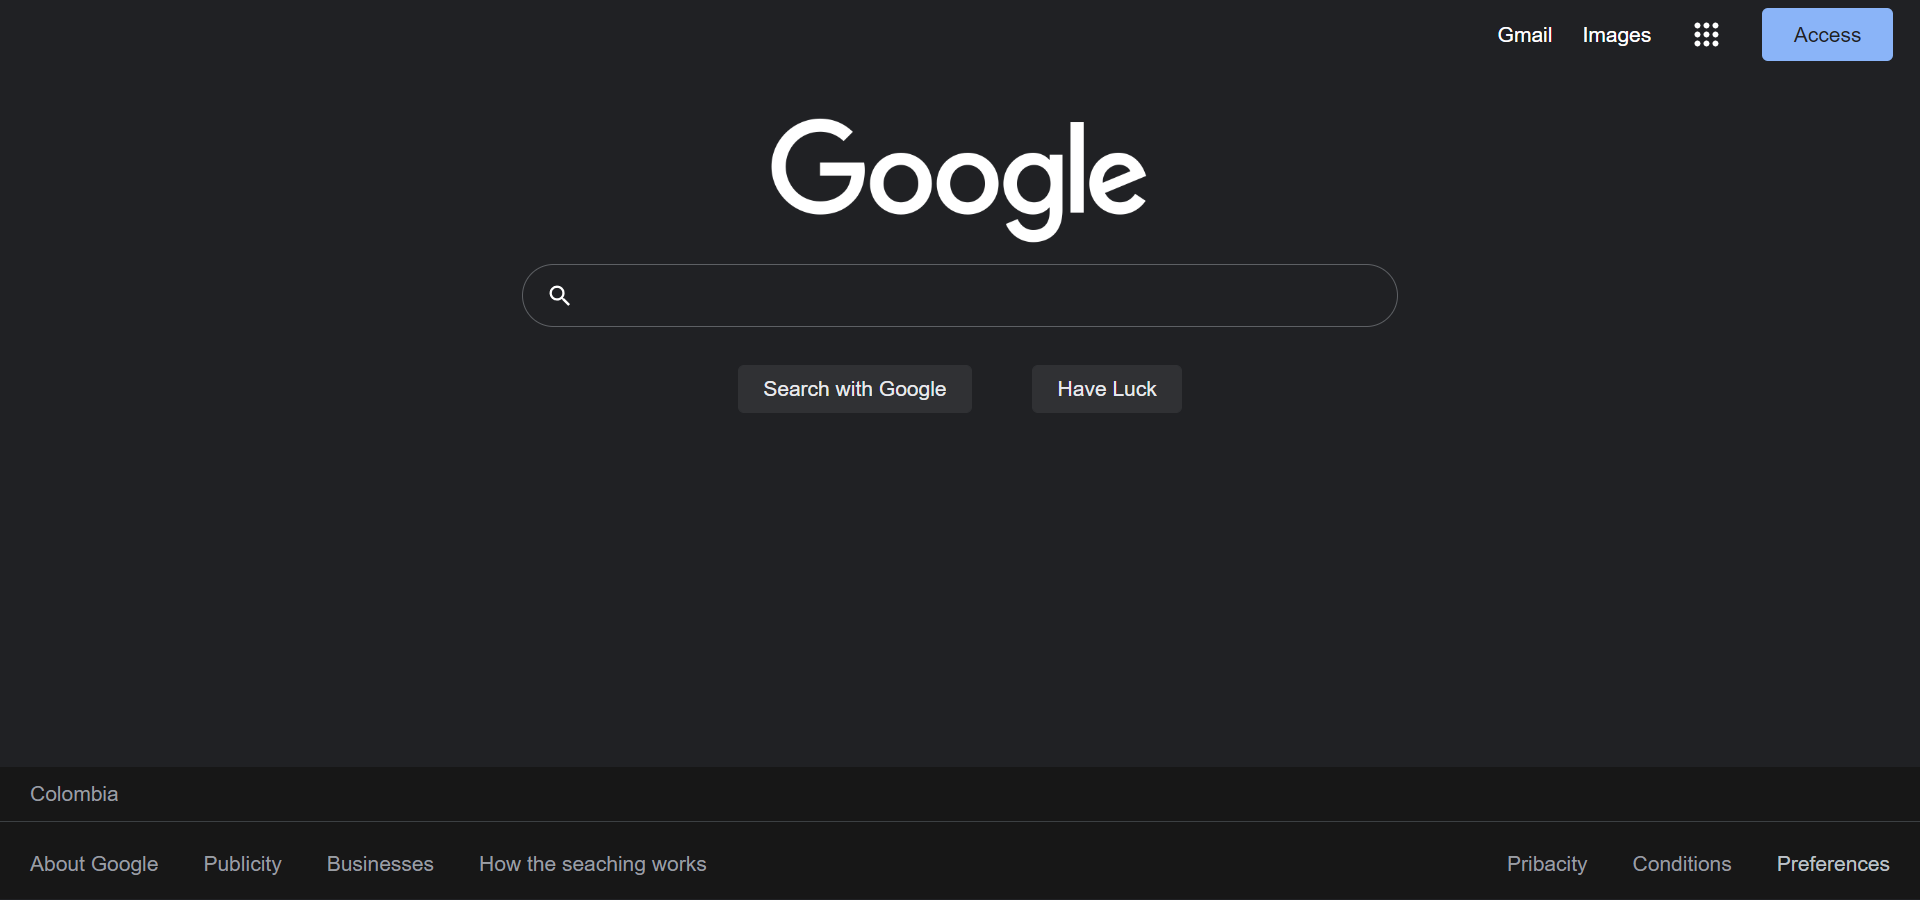 Gmail Images Access
Google
Search with Google Have Luck
Colombia
About Google Publicity Businesses How the seaching works Pribacity Conditions Preferences